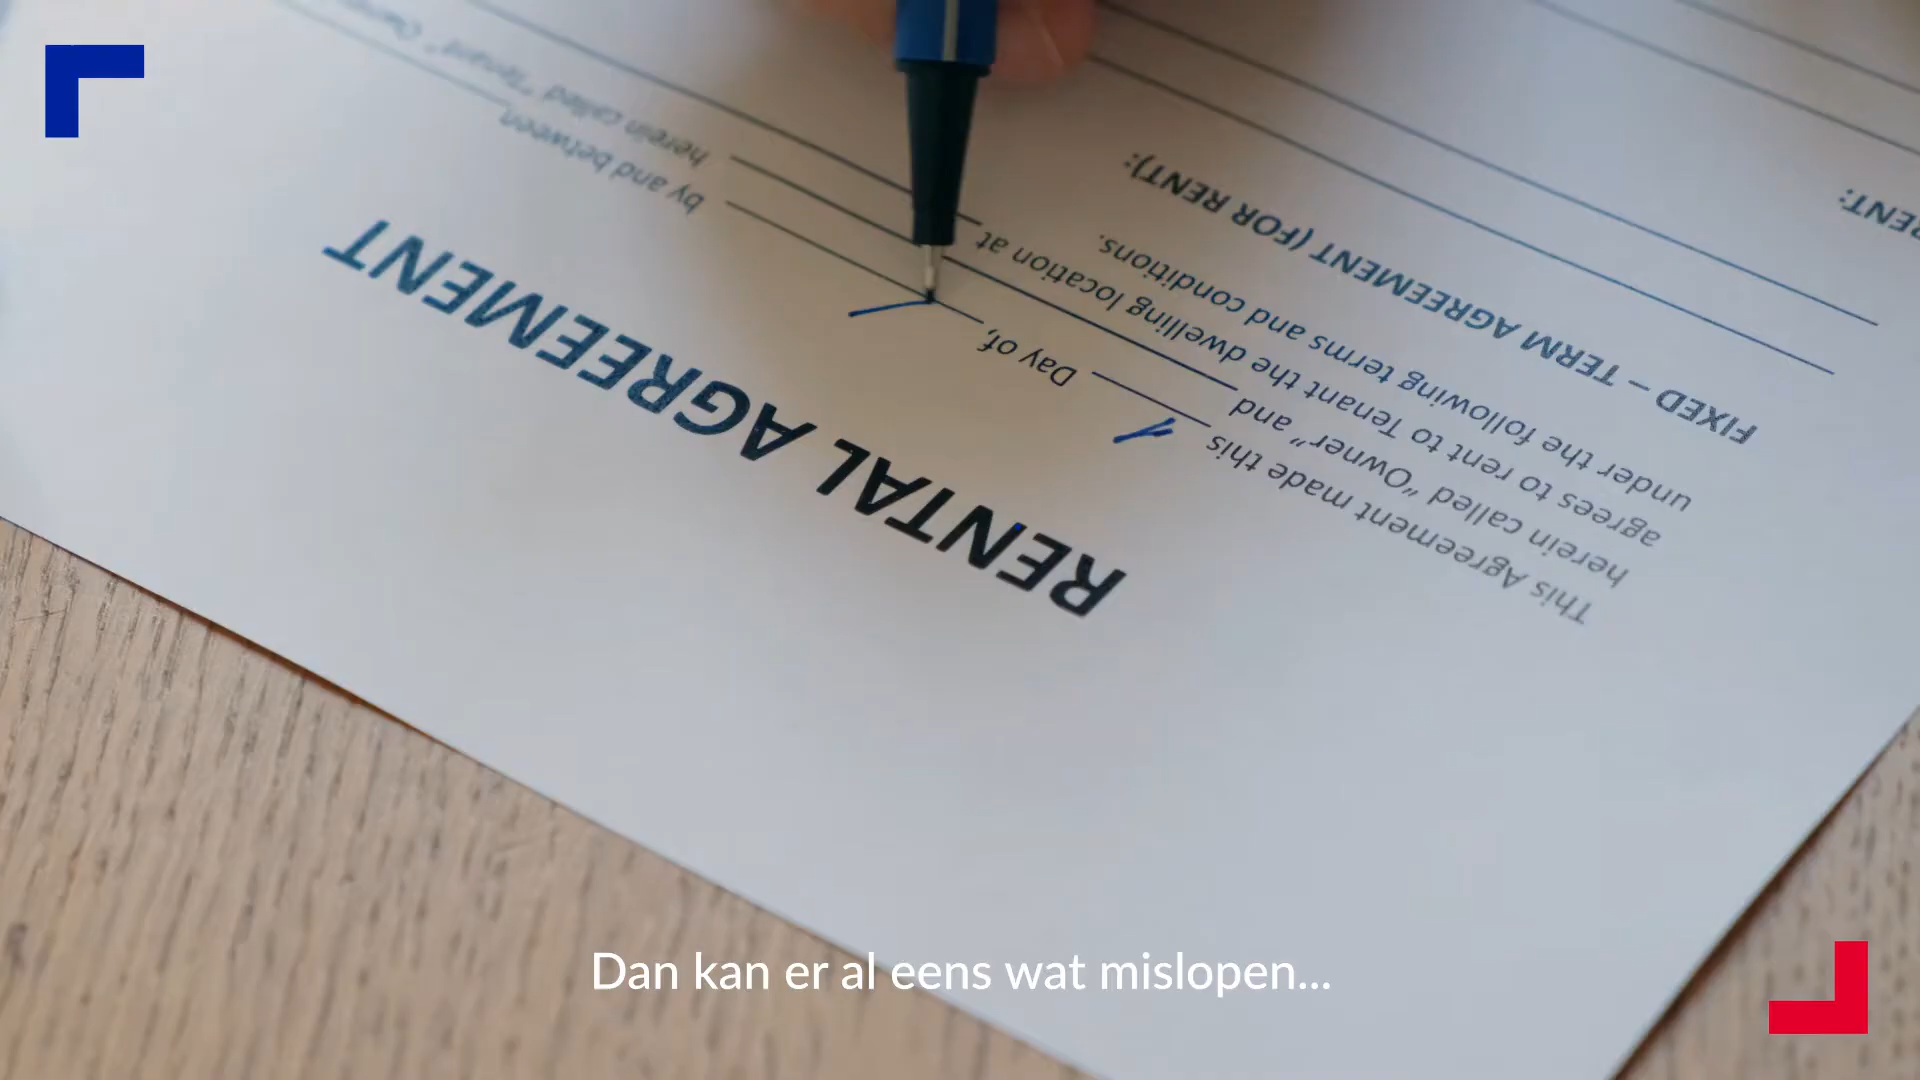 RENTAL AGREEMENT
This Agreement made this
Day of,
by and between
herein called "Owner" and
herein called "Tenant"
agrees to rent to Tenant the dwelling location at
under the following terms and conditions.
FIXED – TERM AGREEMENT (FOR RENT):
Dan kan er al eens wat mislopen...